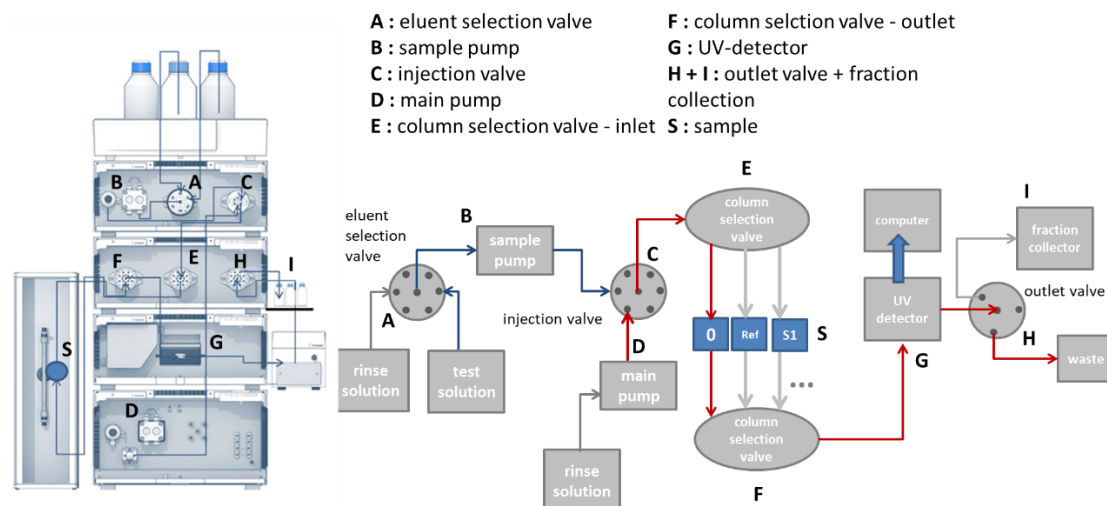 A : eluent selection valve
B : sample pump
C : injection valve
D : main pump
E : column selection valve - inlet
F : column selction valve - outlet
G : UV-detector
H + I : outlet valve + fraction
collection
S : sample
B
A
C
F
E
H
I
S
G
D
eluent
selection
valve
A
rinse
solution
test
solution
B
sample
pump
injection valve
C
D
main
pump
rinse
solution
E
column
selection
valve
0
Ref
S1
S
...
column
selection
valve
F
computer
UV
detector
G
I
fraction
collector
outlet valve
H
waste